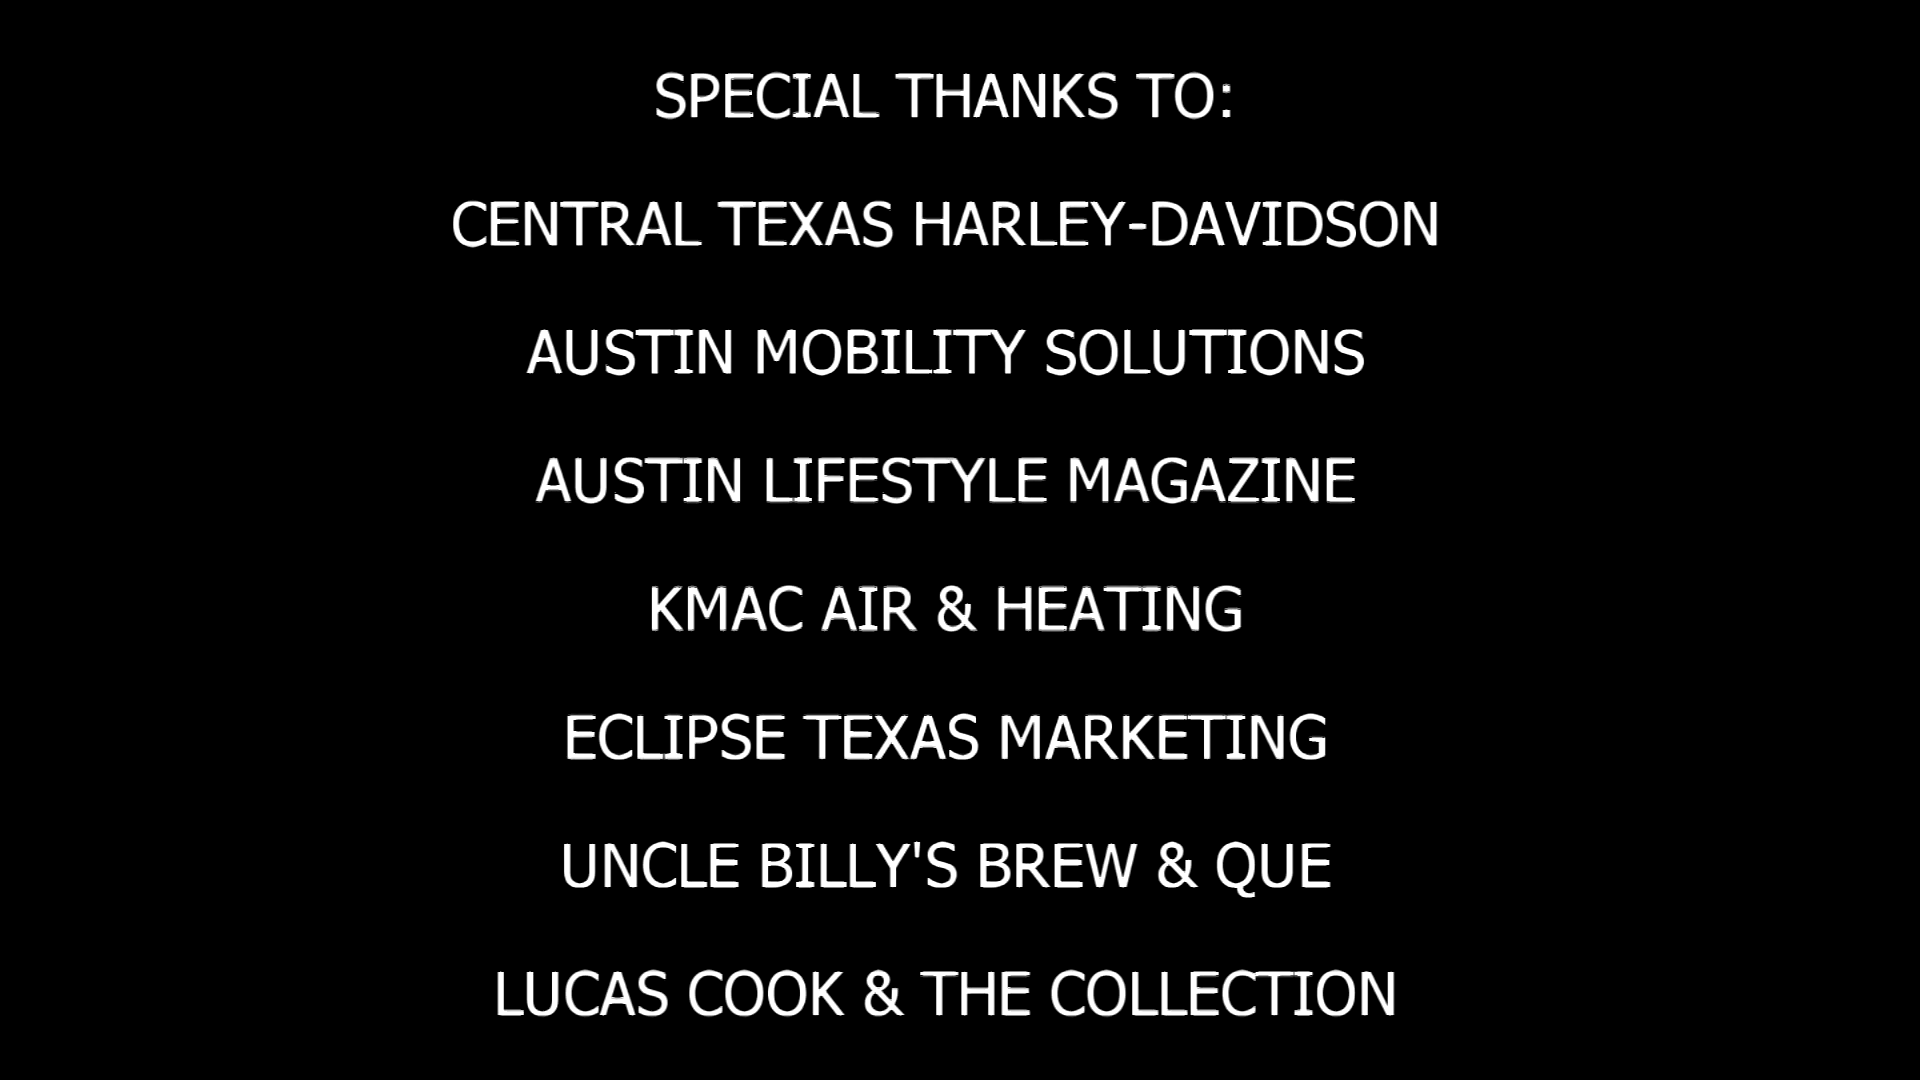 SPECIAL THANKS TO:
CENTRAL TEXAS HARLEY-DAVIDSON
AUSTIN MOBILITY SOLUTIONS
AUSTIN LIFESTYLE MAGAZINE
KMAC AIR & HEATING
ECLIPSE TEXAS MARKETING
UNCLE BILLY'S BREW & QUE
LUCAS COOK & THE COLLECTION